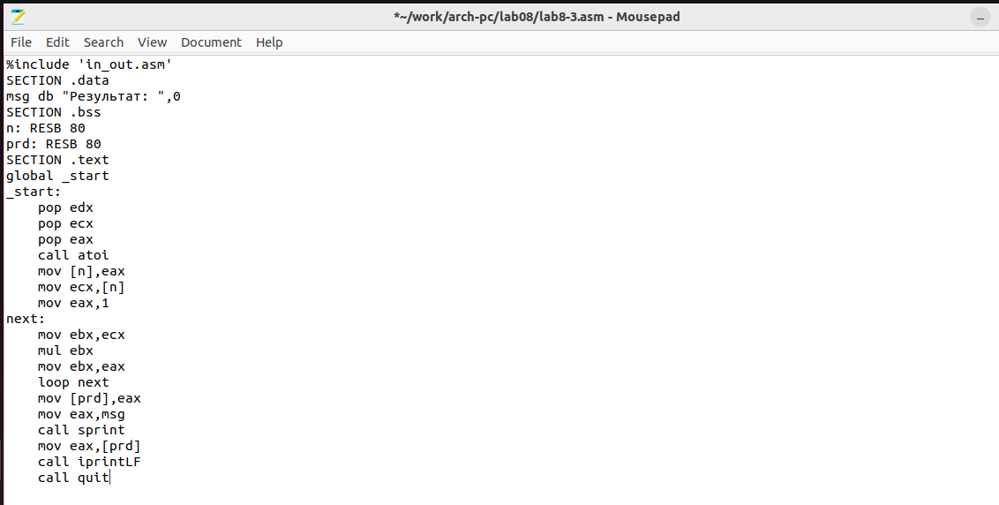 *~/work/arch-pc/lab08/lab8-3.asm - Mousepad
File Edit Search View Document Help
%include 'in_out.asm'
SECTION .data
msg db "Результат: ",0
SECTION .bss
n: RESB 80
prd: RESB 80
SECTION .text
global _start
_start:
    pop edx
    pop ecx
    pop eax
    call atoi
    mov [n],eax
    mov ecx,[n]
    mov eax,1
next:
    mov ebx,ecx
    mul ebx
    mov ebx,eax
    loop next
    mov [prd],eax
    mov eax,msg
    call sprint
    mov eax,[prd]
    call iprintLF
    call quit